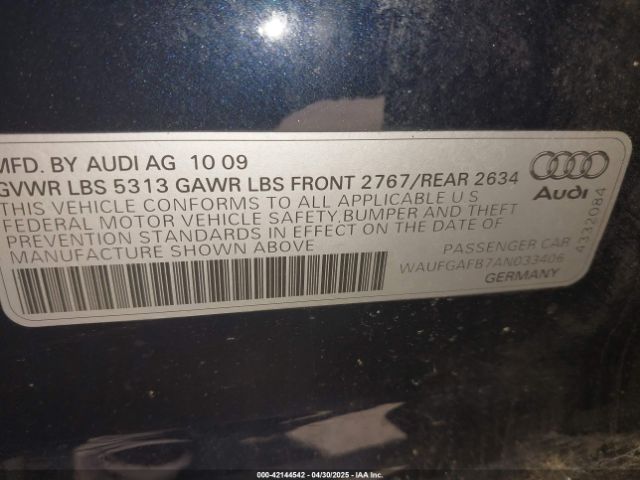 MFD. BY AUDI AG 10 09
GVWR LBS 5313 GAWR LBS FRONT 2767/REAR 2634
THIS VEHICLE CONFORMS TO ALL APPLICABLE U S
FEDERAL MOTOR VEHICLE SAFETY, BUMPER AND THEFT
PREVENTION STANDARDS IN EFFECT ON THE DATE OF
MANUFACTURE SHOWN ABOVE
Audi
4332084
PASSENGER CAR
WAUFGAFB7AN033406
GERMANY
000-42144542 - 04/30/2025 - IAA Inc.